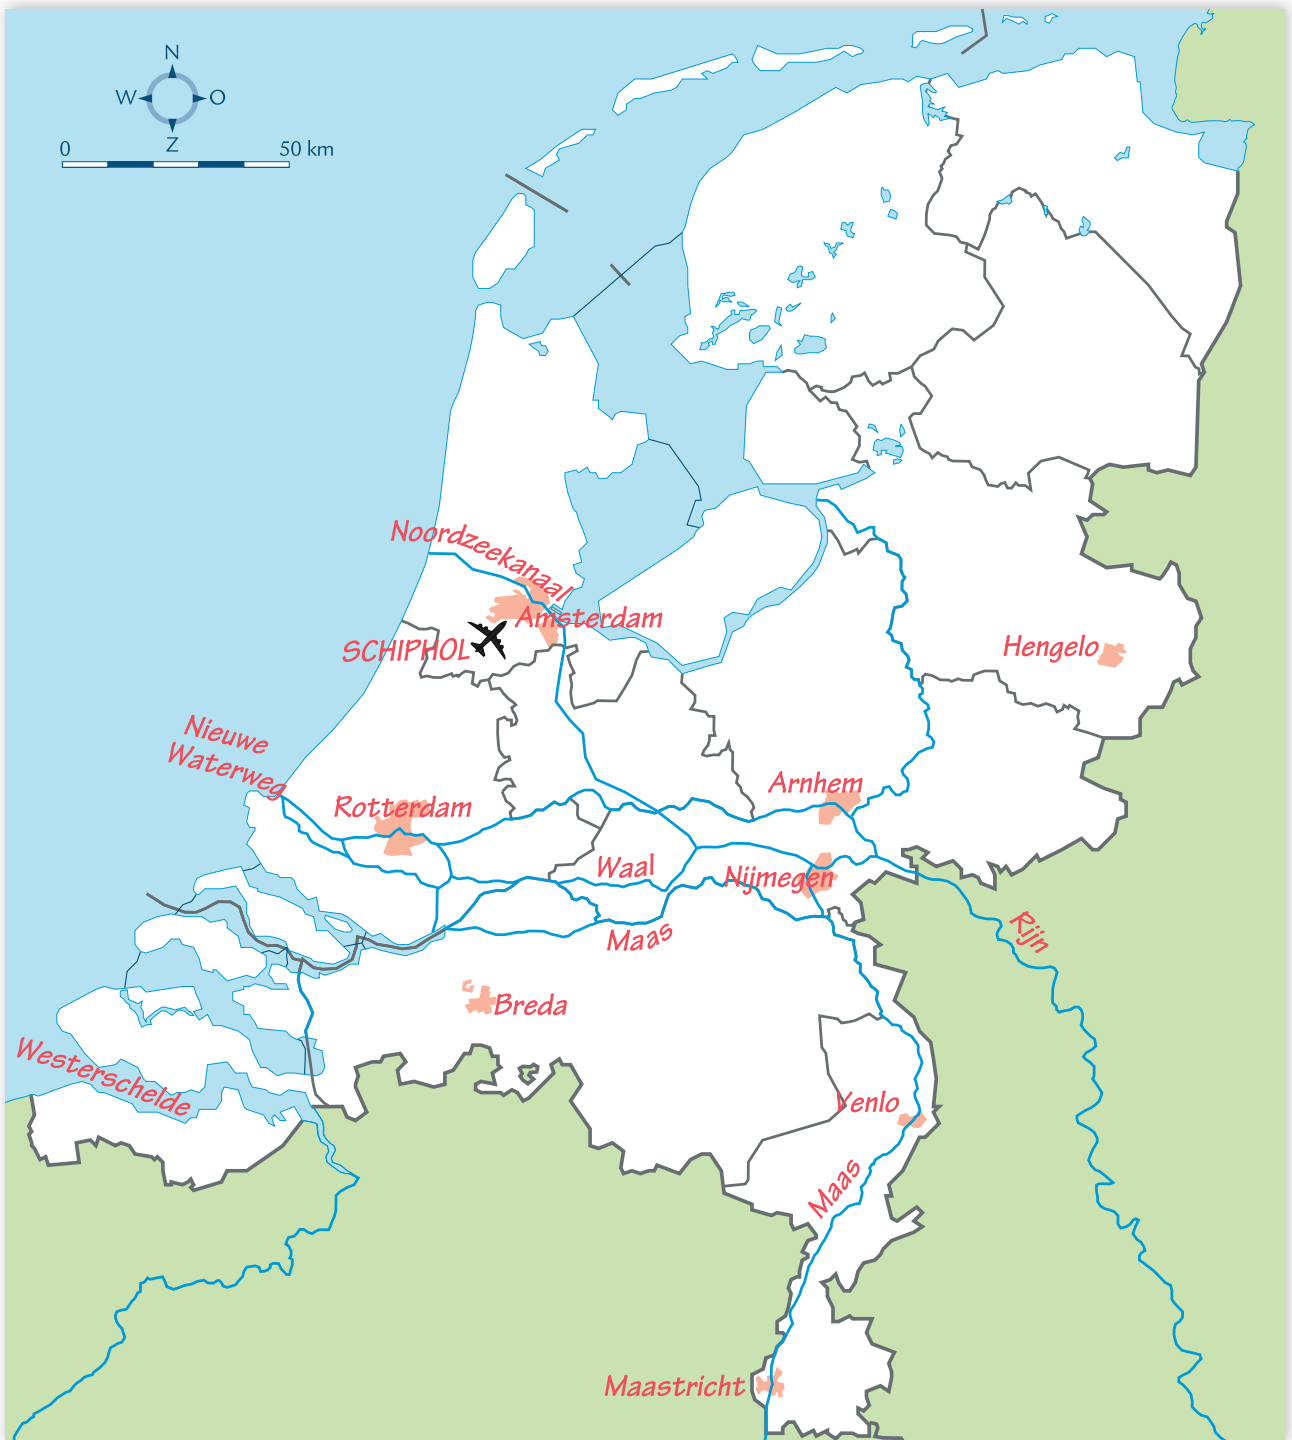 N
W
O
Z
0
50 km
Noordzeekanaal
Amsterdam
SCHIPHOL
Hengelo
Nieuwe
Waterweg
Rotterdam
Arnhem
Waal
Nijmegen
Maas
Rijn
Breda
Westerschelde
Venlo
Maas
Maastricht